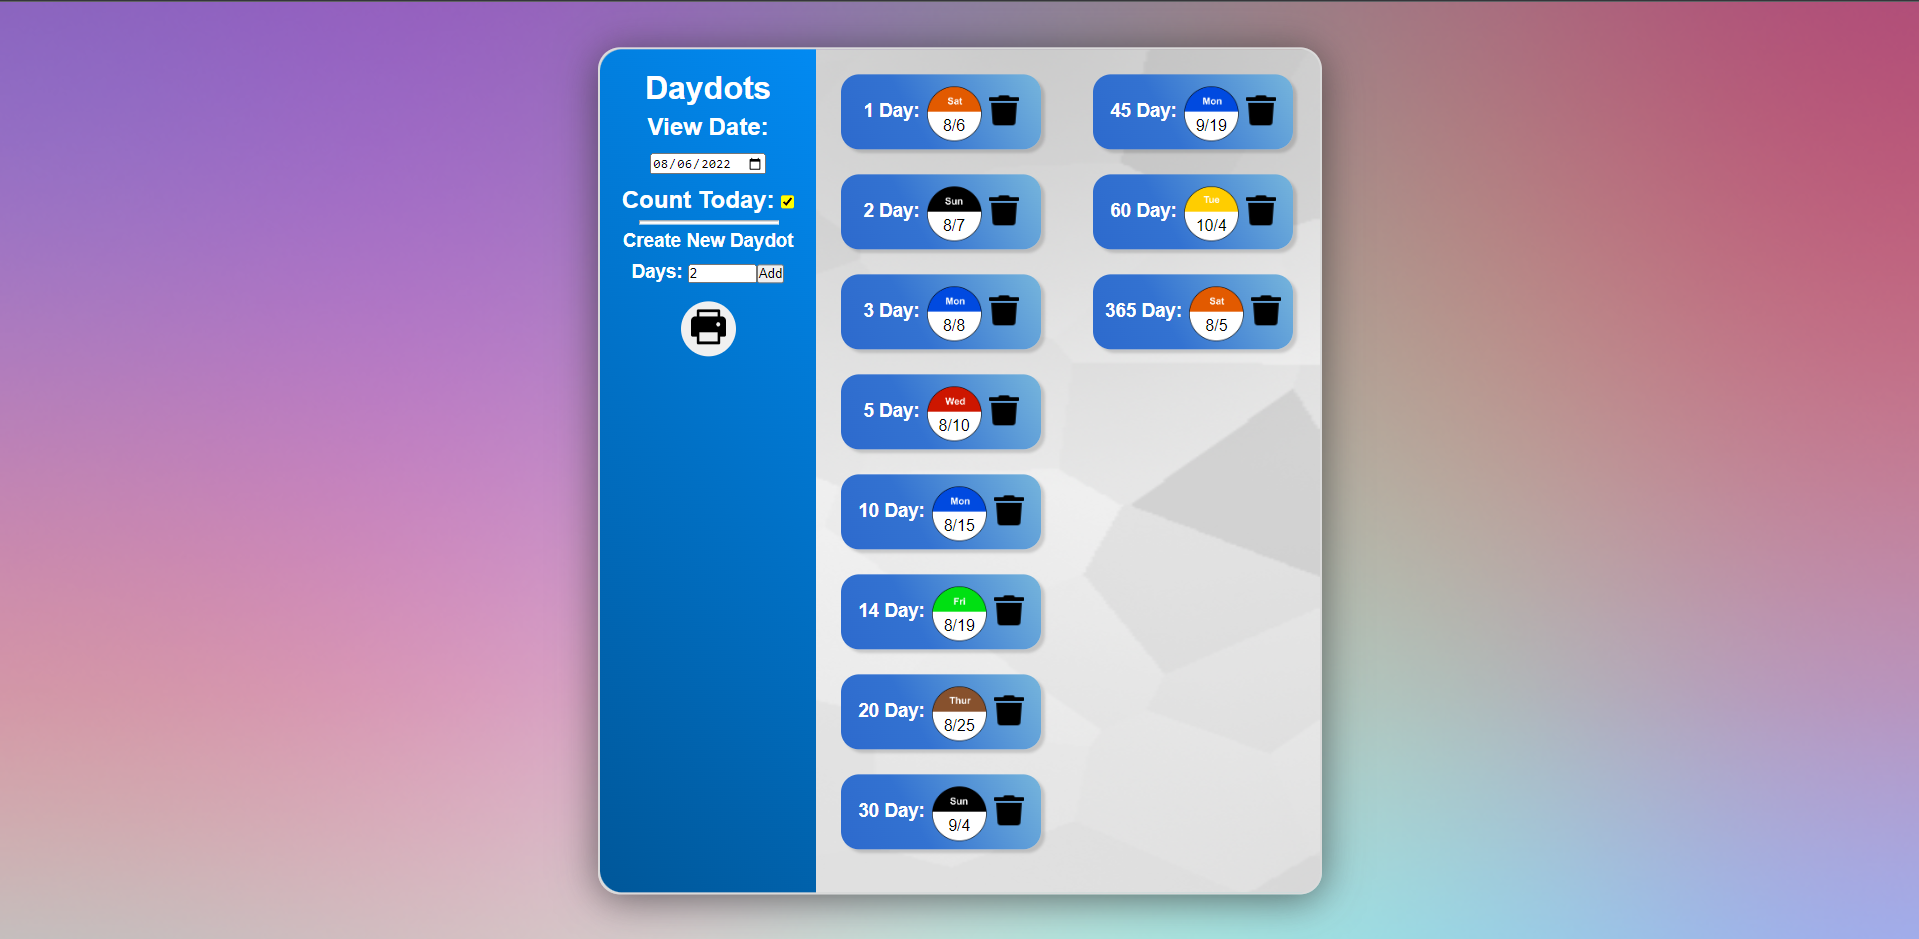 Daydots
View Date:
08/06/2022
Count Today:
Create New Daydot
Days: 2 Add
1 Day: Sat 8/6
2 Day: Sun 8/7
3 Day: Mon 8/8
5 Day: Wed 8/10
10 Day: Mon 8/15
14 Day: Fri 8/19
20 Day: Thur 8/25
30 Day: Sun 9/4
45 Day: Mon 9/19
60 Day: Tue 10/4
365 Day: Sat 8/5